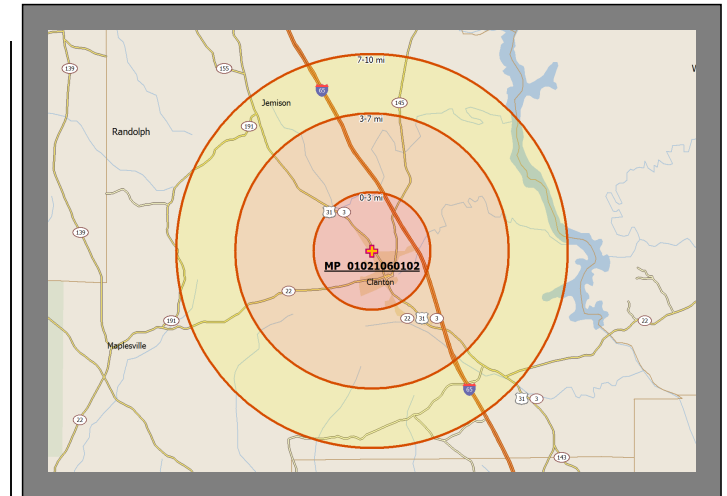 7-10 mi
139
155
W
65
Jemison
145
3-7 mi
191
Randolph
0-3 mi
31 3
139
MP_01021060102
Clanton
22
191
22 31 3
22
Maplesville
65
31 3
22
143